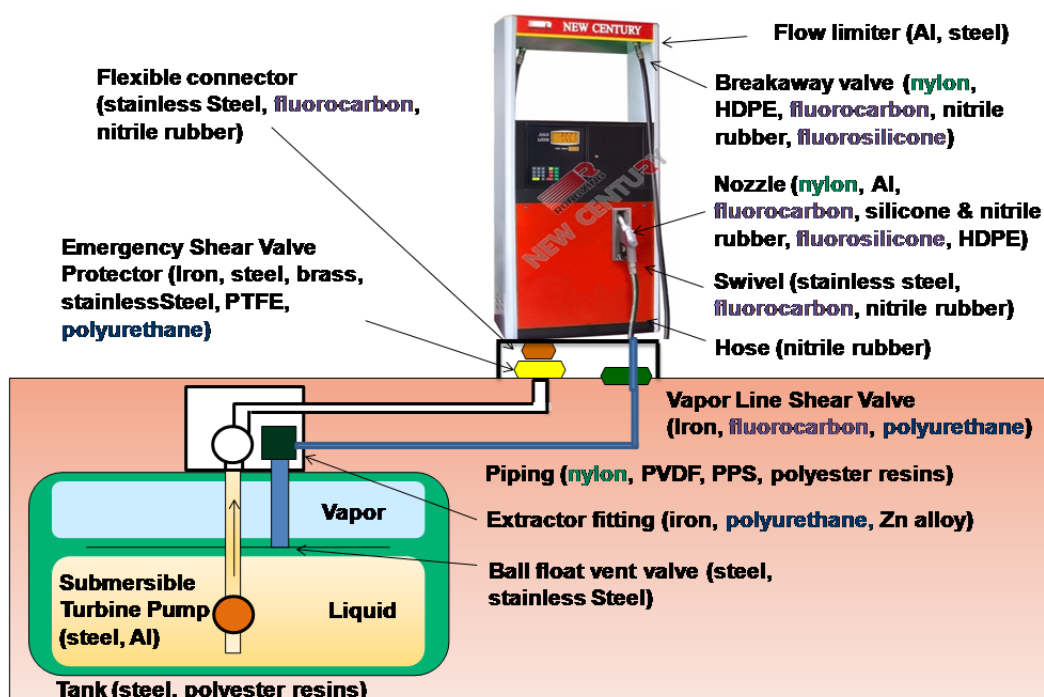 NEW CENTURY
Flow limiter (Al, steel)
Flexible connector
(stainless Steel, fluorocarbon,
nitrile rubber)
Breakaway valve (nylon,
HDPE, fluorocarbon, nitrile
rubber, fluorosilicone)
Nozzle (nylon, Al,
fluorocarbon, silicone & nitrile
rubber, fluorosilicone, HDPE)
Emergency Shear Valve
Protector (Iron, steel, brass,
stainlessSteel, PTFE,
polyurethane)
NEW CENTURY
Swivel (stainless steel,
fluorocarbon, nitrile rubber)
Hose (nitrile rubber)
Vapor Line Shear Valve
(Iron, fluorocarbon, polyurethane)
Piping (nylon, PVDF, PPS, polyester resins)
Vapor
Extractor fitting (iron, polyurethane, Zn alloy)
Ball float vent valve (steel,
stainless Steel)
Submersible
Turbine Pump
(steel, Al)
Liquid
Tank (steel, polyester resins)